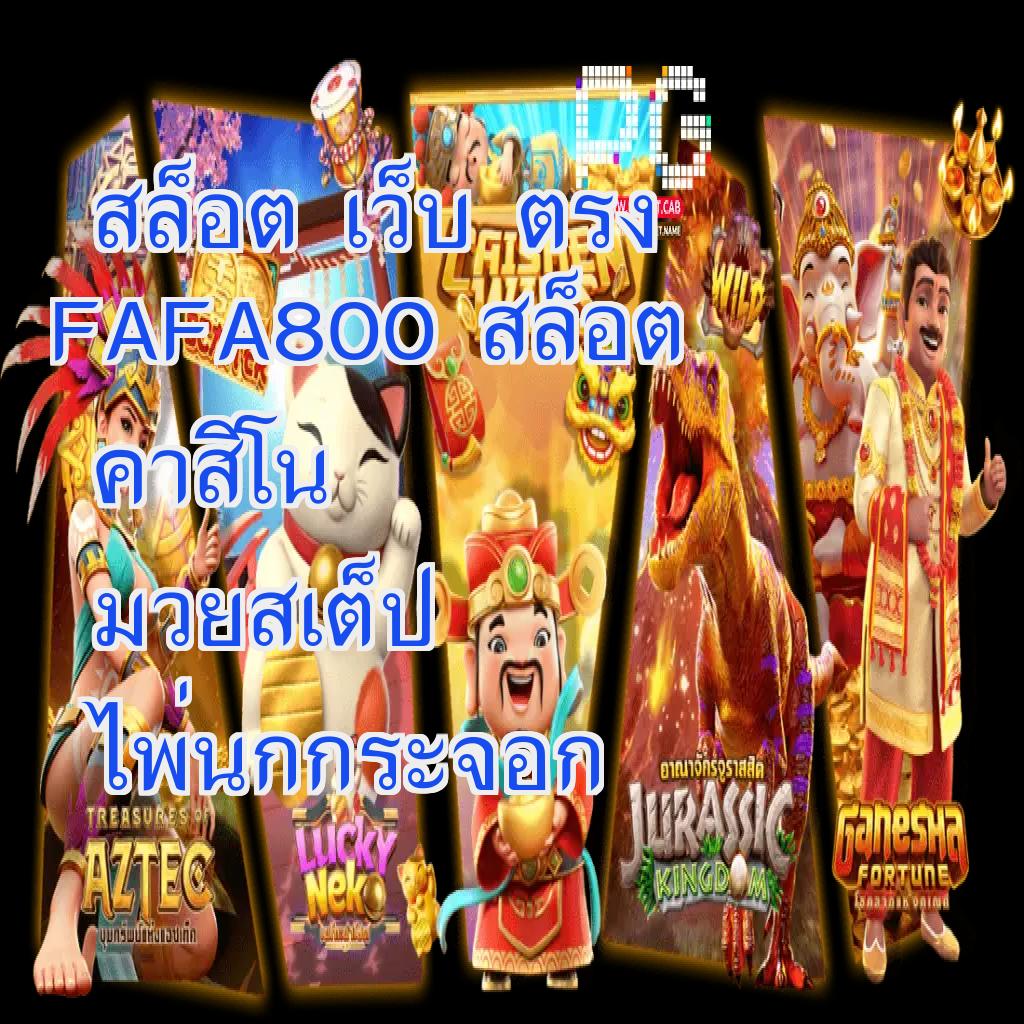 PG
สล็อต เว็บ ตรง
WILD
FAFA800 สล็อต
คาสิโน
มวยสเต็ป
ไพ่นกกระจอก
อาณาจักรจูราสสิค
JURASSIC
KINGDOM
TREASURES OF
AZTEC
LUCKY
NEKO
GANESHA
FORTUNE